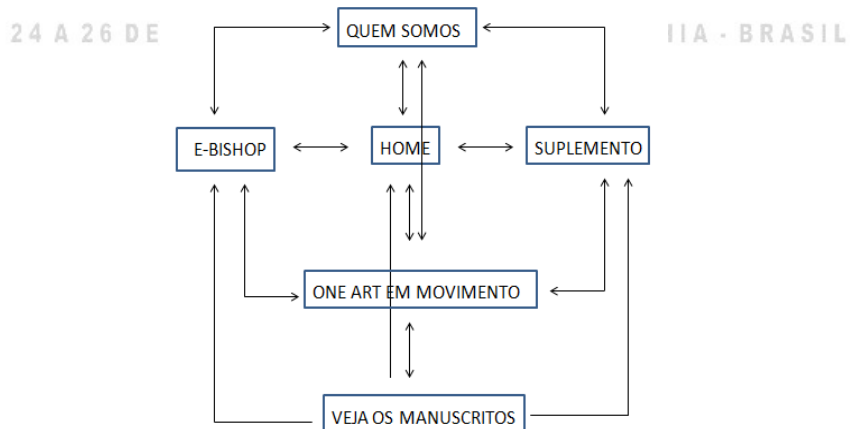 QUEM SOMOS
24 A 26 DE
IIA - BRASIL
E-BISHOP
HOME
SUPLEMENTO
ONE ART EM MOVIMENTO
VEJA OS MANUSCRITOS